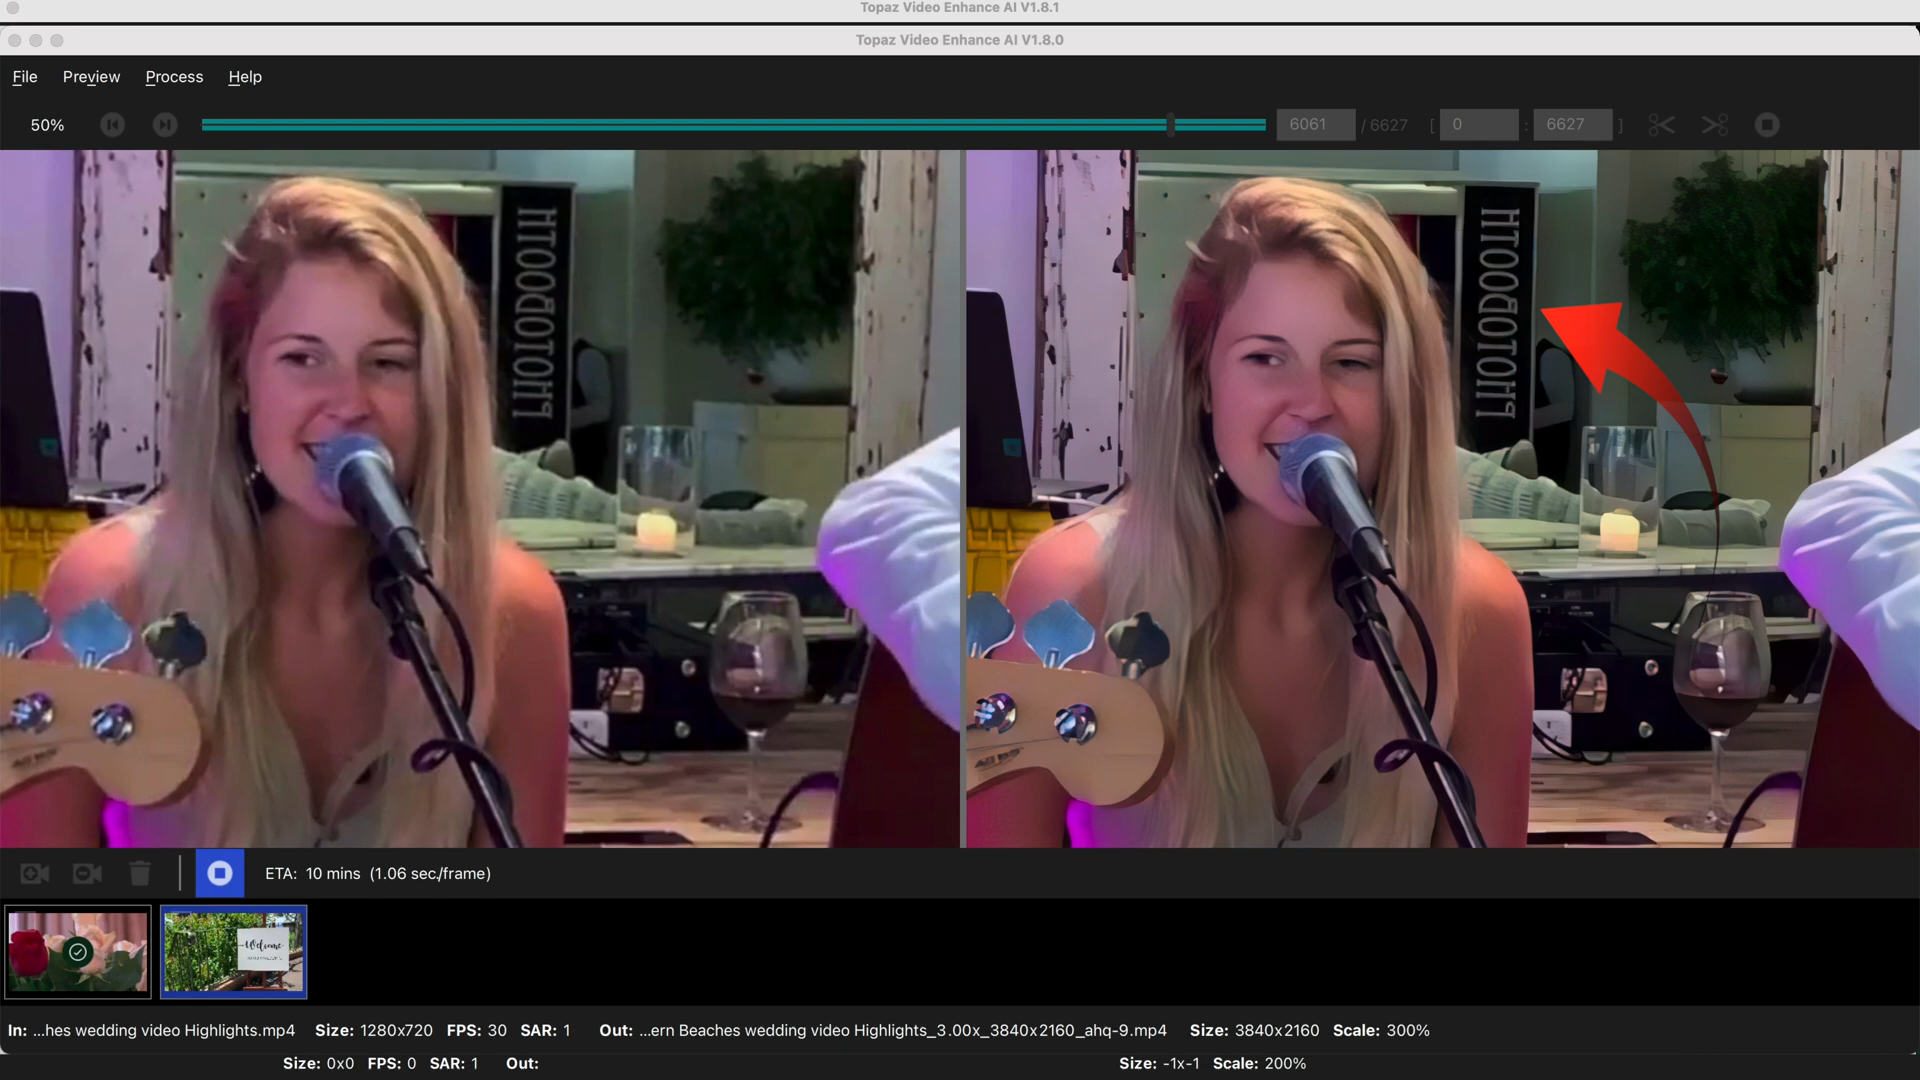 Topaz Video Enhance AI V1.8.1
Topaz Video Enhance AI V1.8.0
File Preview Process Help
50% 6061 / 6627 [ 0 : 6627 ]
PHOTOBOOTH PHOTOBOOTH
ETA: 10 mins (1.06 sec/frame)
Welcome
In: ...hes wedding video Highlights.mp4 Size: 1280x720 FPS: 30 SAR: 1 Out: ...ern Beaches wedding video Highlights_3.00x_3840x2160_ahq-9.mp4 Size: 3840x2160 Scale: 300%
Size: 0x0 FPS: 0 SAR: 1 Out: Size: -1x-1 Scale: 200%